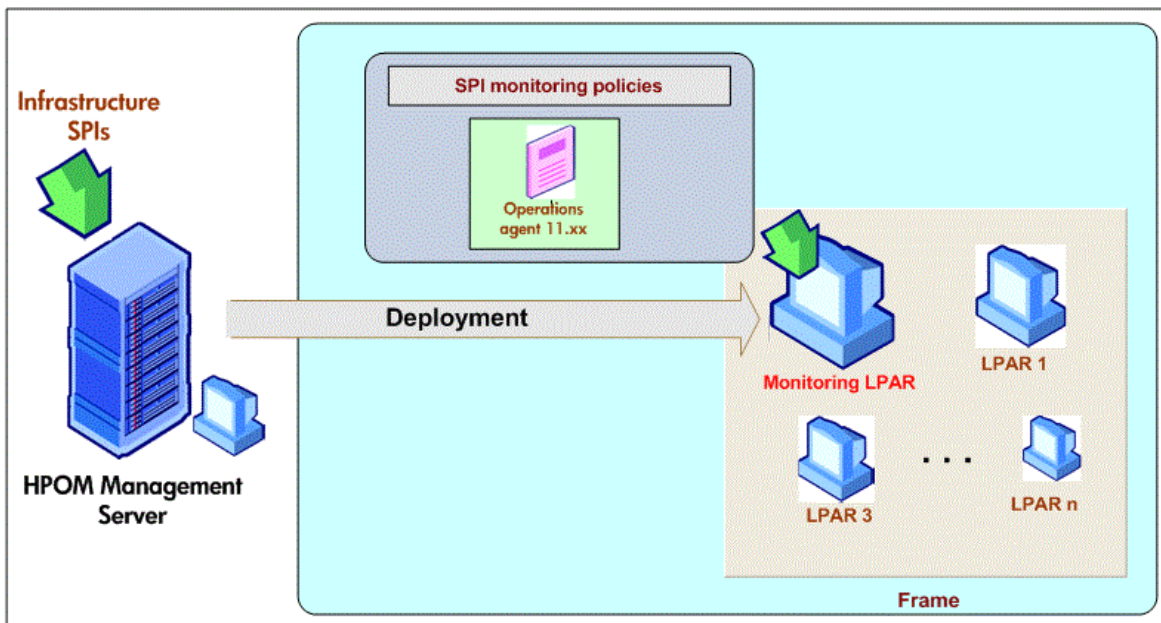 Infrastructure
SPIs
SPI monitoring policies
Operations
agent 11.xx
Deployment
HPOM Management
Server
Monitoring LPAR
LPAR 1
LPAR 3
. . .
LPAR n
Frame